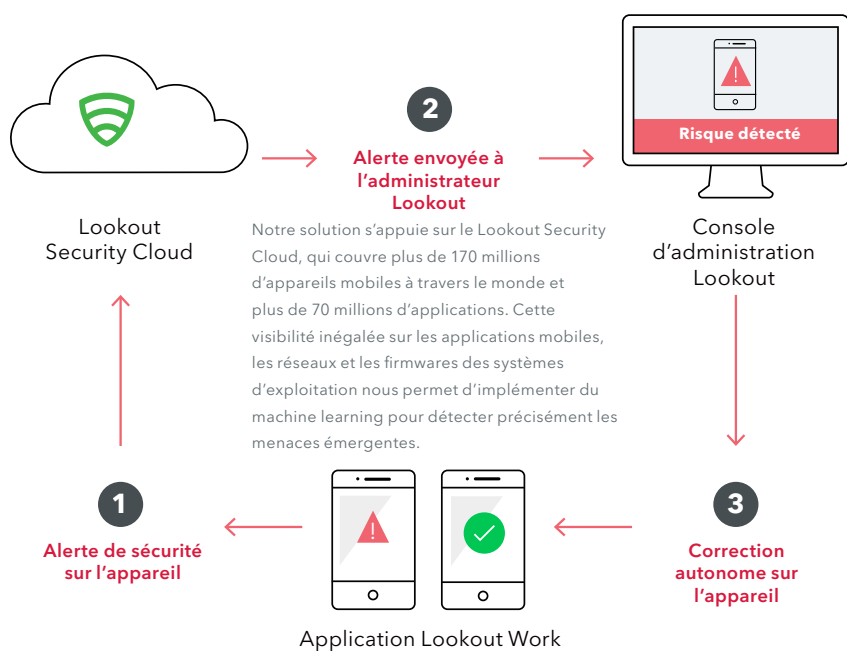 2
Alerte envoyée à
l’administrateur
Lookout
Risque détecté
Lookout
Security Cloud
Console
d’administration
Lookout
Notre solution s’appuie sur le Lookout Security
Cloud, qui couvre plus de 170 millions
d’appareils mobiles à travers le monde et
plus de 70 millions d’applications. Cette
visibilité inégalée sur les applications mobiles,
les réseaux et les firmwares des systèmes
d’exploitation nous permet d’implémenter du
machine learning pour détecter précisément les
menaces émergentes.
1
Alerte de sécurité
sur l’appareil
3
Correction
autonome sur
l’appareil
Application Lookout Work